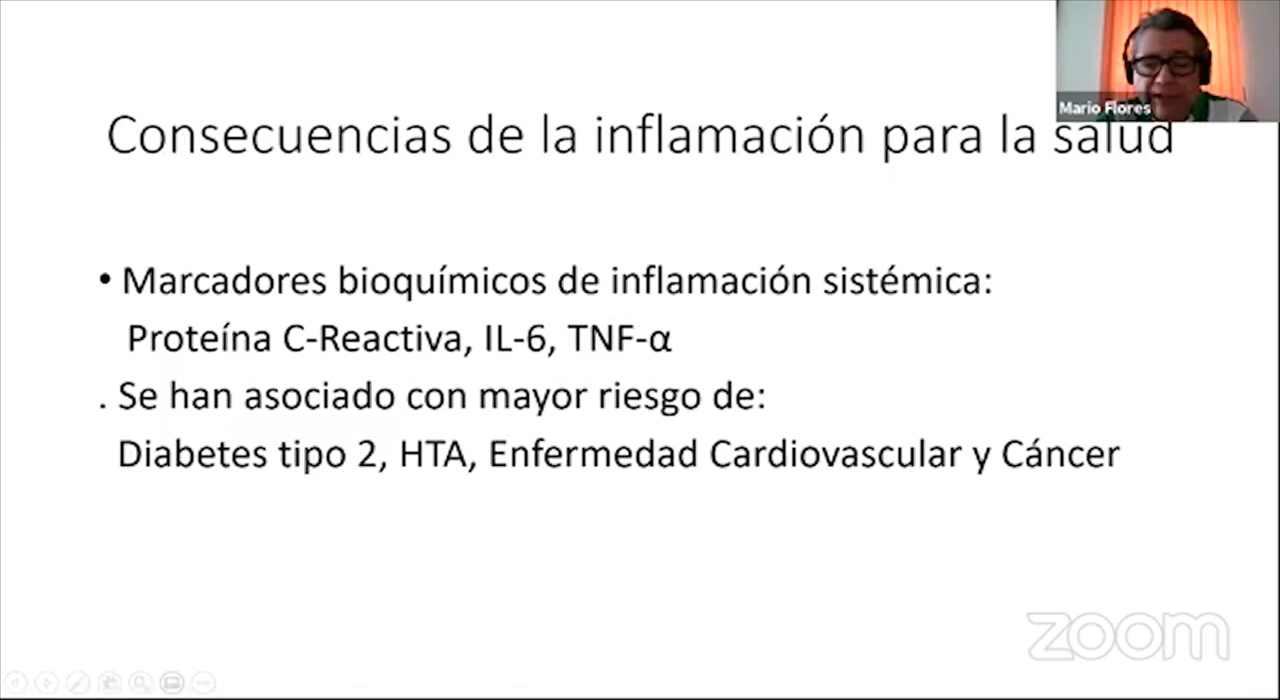 Mario Flores
Consecuencias de la inflamación para la salud
• Marcadores bioquímicos de inflamación sistémica:
Proteína C-Reactiva, IL-6, TNF-α
. Se han asociado con mayor riesgo de:
Diabetes tipo 2, HTA, Enfermedad Cardiovascular y Cáncer
zoom